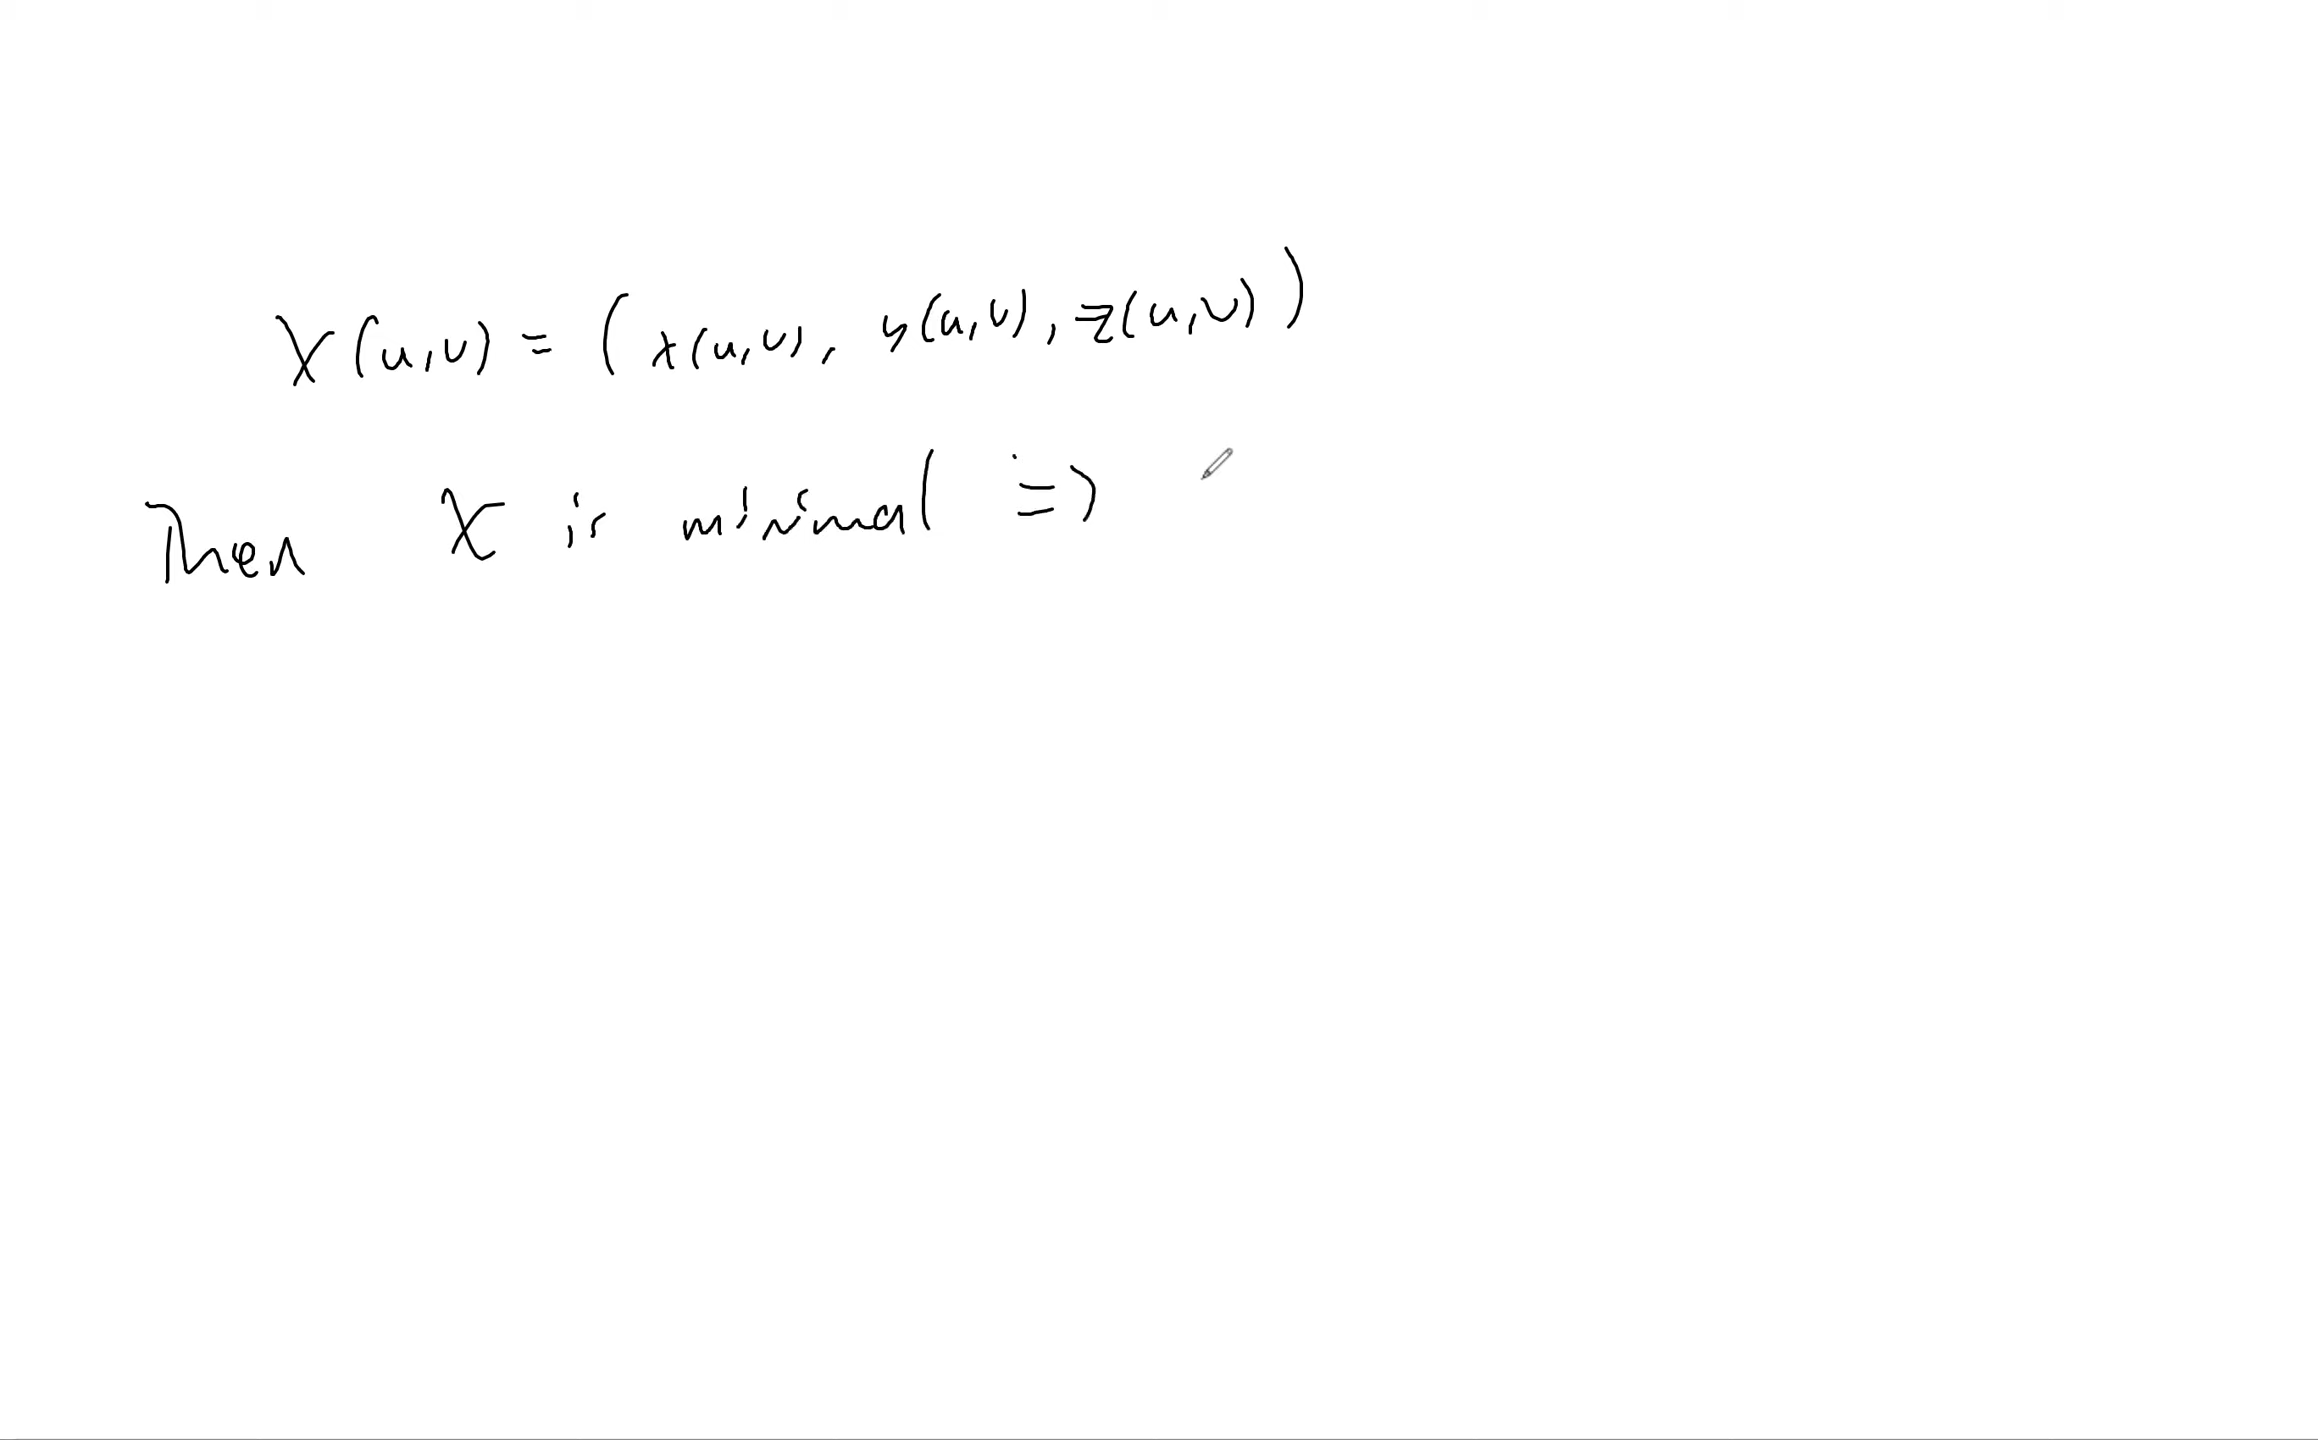 X(u,v) = (x(u,v), y(u,v), z(u,v))
Then X is minimal =>